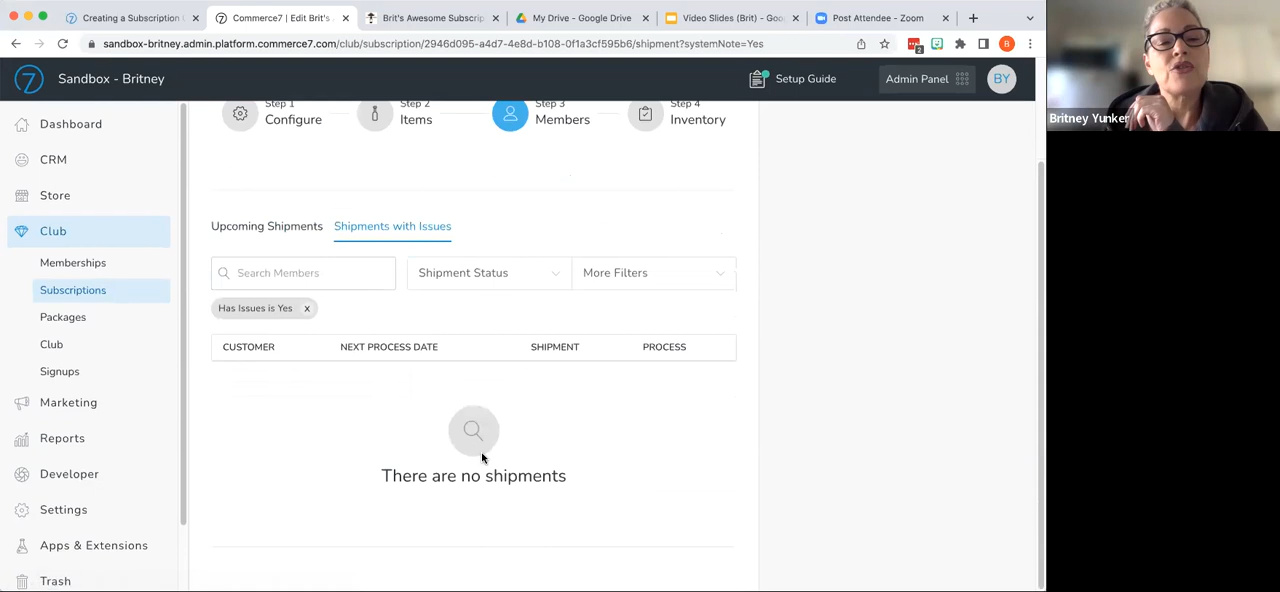 Creating a Subscription
Commerce7 | Edit Brit's
Brit's Awesome Subscrip
My Drive - Google Drive
Video Slides (Brit) - Goo
Post Attendee - Zoom
sandbox-britney.admin.platform.commerce7.com/club/subscription/2946d095-a4d7-4e8d-b108-0f1a3cf595b6/shipment?systemNote=Yes
2
B
7
Sandbox - Britney
Setup Guide
Admin Panel
BY
Britney Yunker
Dashboard
CRM
Store
Club
Memberships
Subscriptions
Packages
Club
Signups
Marketing
Reports
Developer
Settings
Apps & Extensions
Trash
Step 1
Configure
Step 2
Items
Step 3
Members
Step 4
Inventory
Upcoming Shipments
Shipments with Issues
Search Members
Shipment Status
More Filters
Has Issues is Yes x
CUSTOMER NEXT PROCESS DATE SHIPMENT PROCESS
There are no shipments